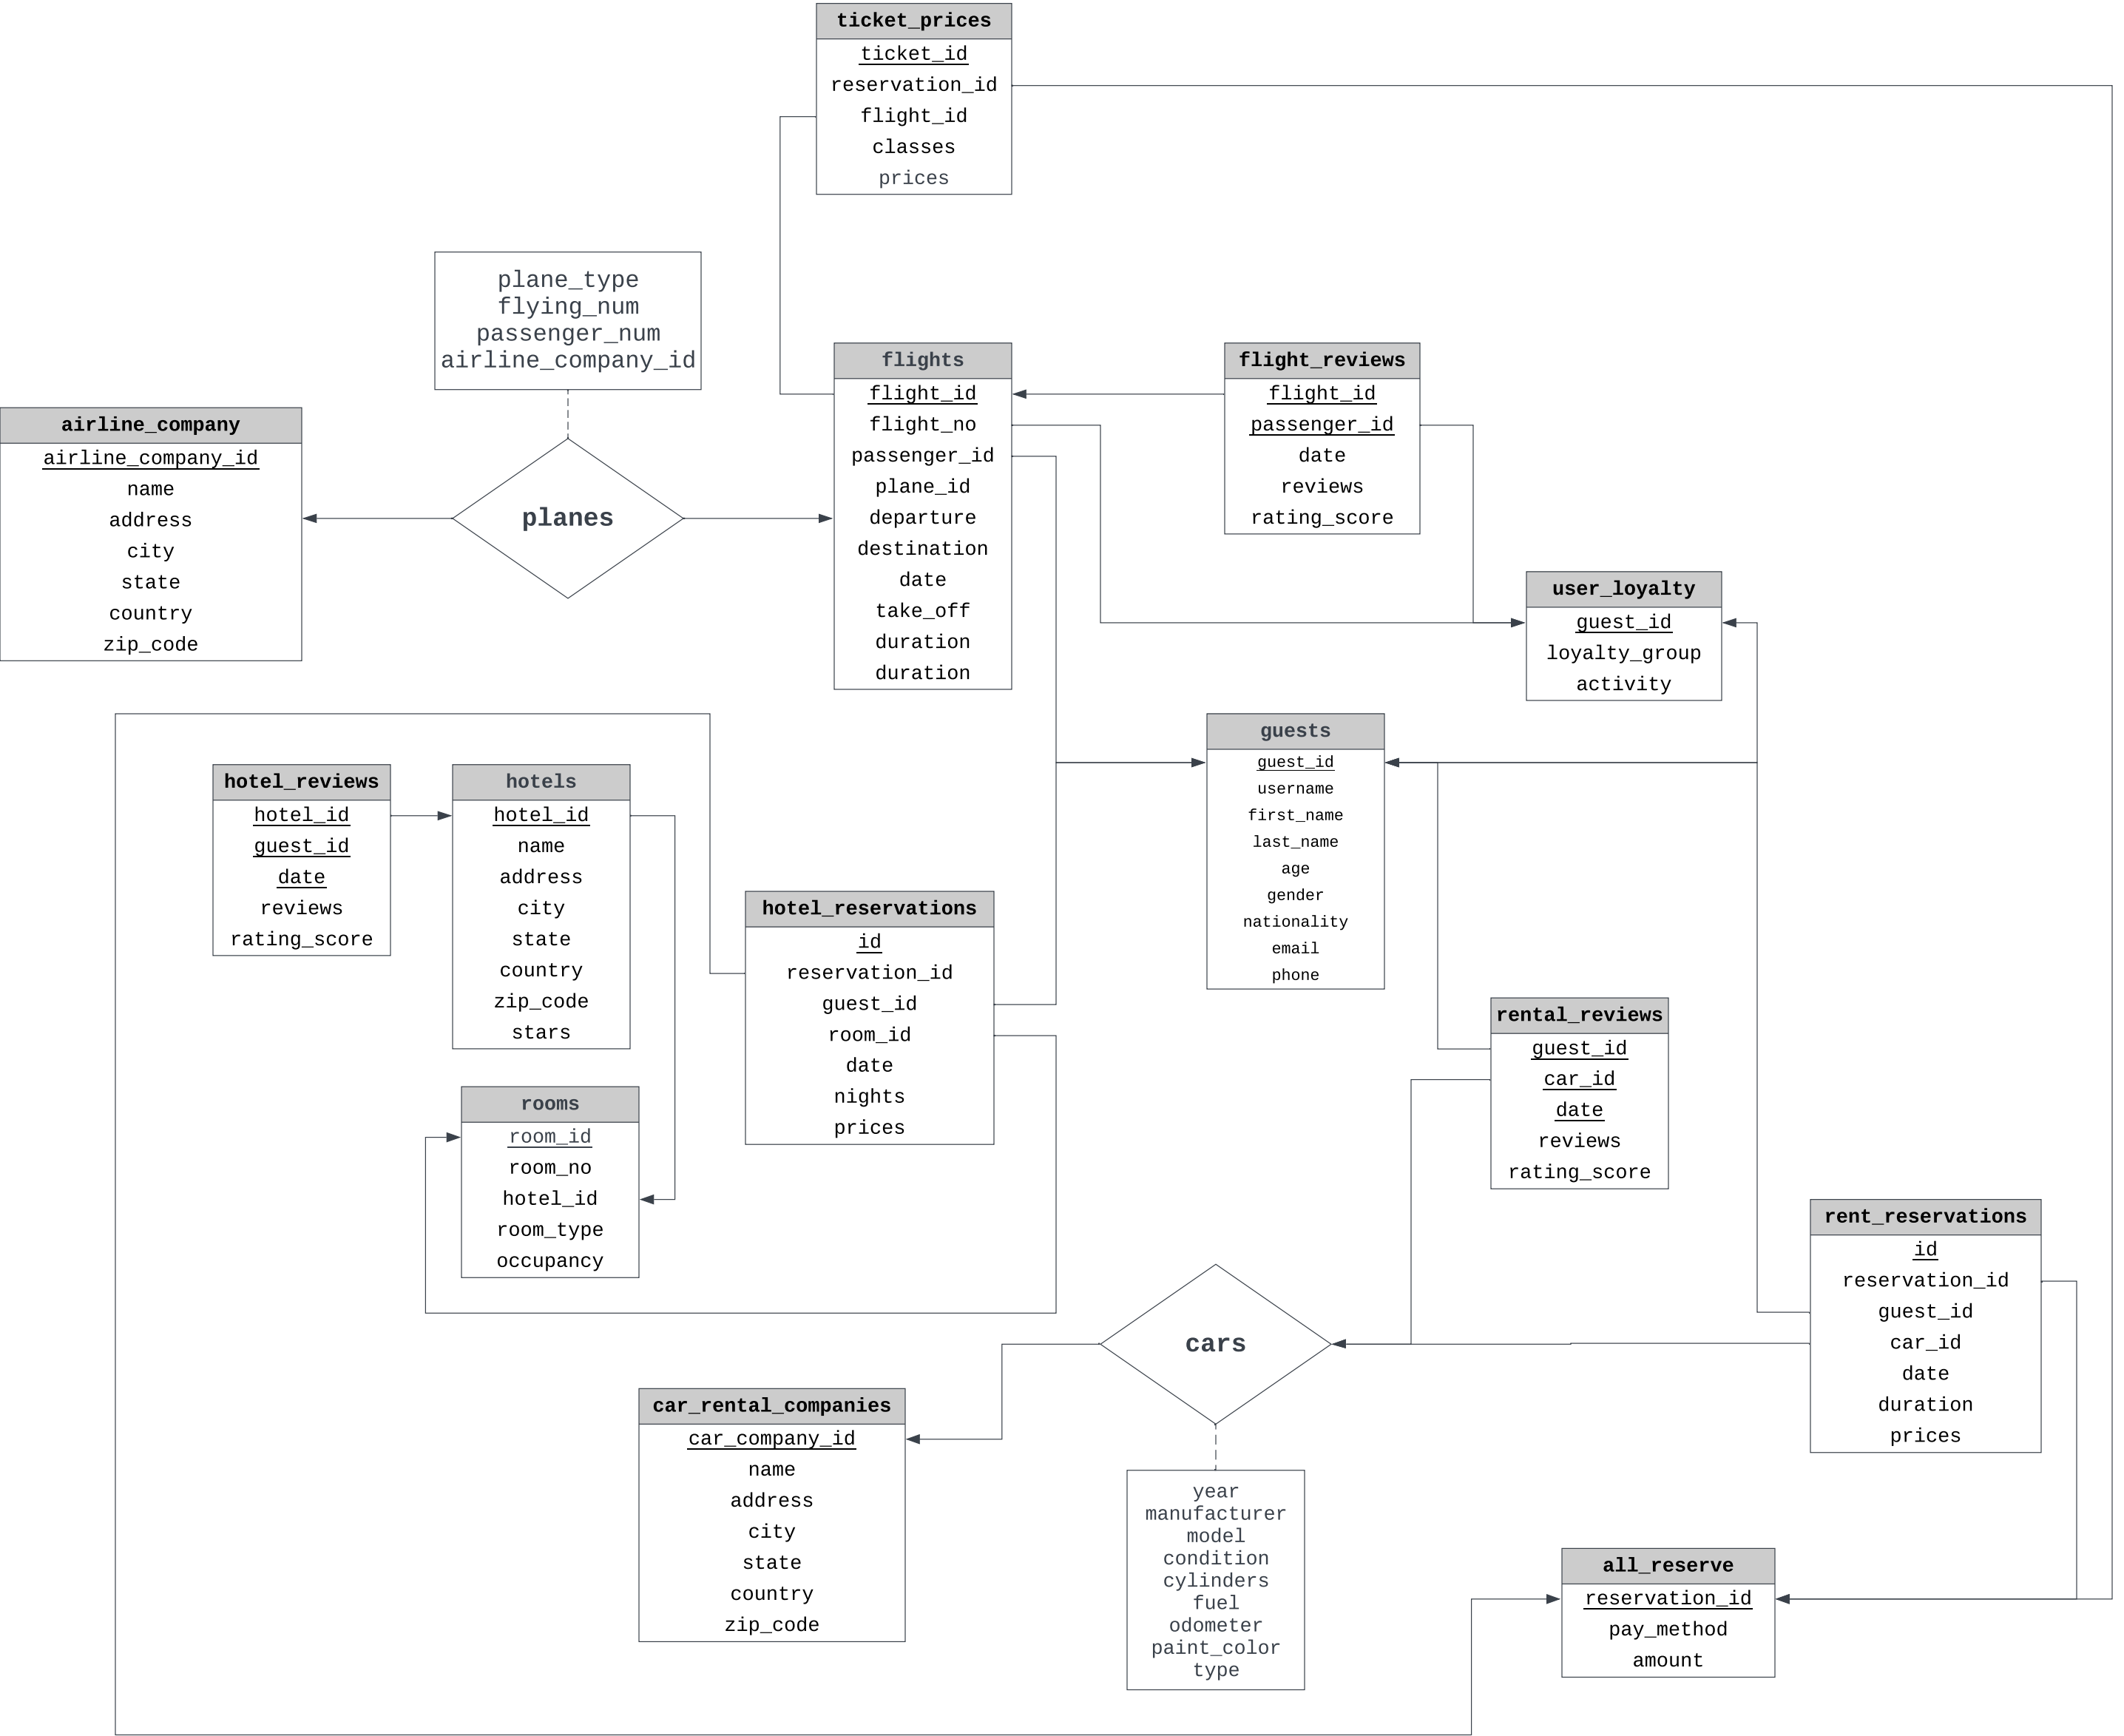 ticket_prices
ticket_id
reservation_id
flight_id
classes
prices
plane_type
flying_num
passenger_num
airline_company_id
planes
airline_company
airline_company_id
name
address
city
state
country
zip_code
flights
flight_id
flight_no
passenger_id
plane_id
departure
destination
date
take_off
duration
duration
flight_reviews
flight_id
passenger_id
date
reviews
rating_score
user_loyalty
guest_id
loyalty_group
activity
guests
guest_id
username
first_name
last_name
age
gender
nationality
email
phone
hotel_reviews
hotel_id
guest_id
date
reviews
rating_score
hotels
hotel_id
name
address
city
state
country
zip_code
stars
hotel_reservations
id
reservation_id
guest_id
room_id
date
nights
prices
rooms
room_id
room_no
hotel_id
room_type
occupancy
rental_reviews
guest_id
car_id
date
reviews
rating_score
rent_reservations
id
reservation_id
guest_id
car_id
date
duration
prices
cars
car_rental_companies
car_company_id
name
address
city
state
country
zip_code
year
manufacturer
model
condition
cylinders
fuel
odometer
paint_color
type
all_reserve
reservation_id
pay_method
amount